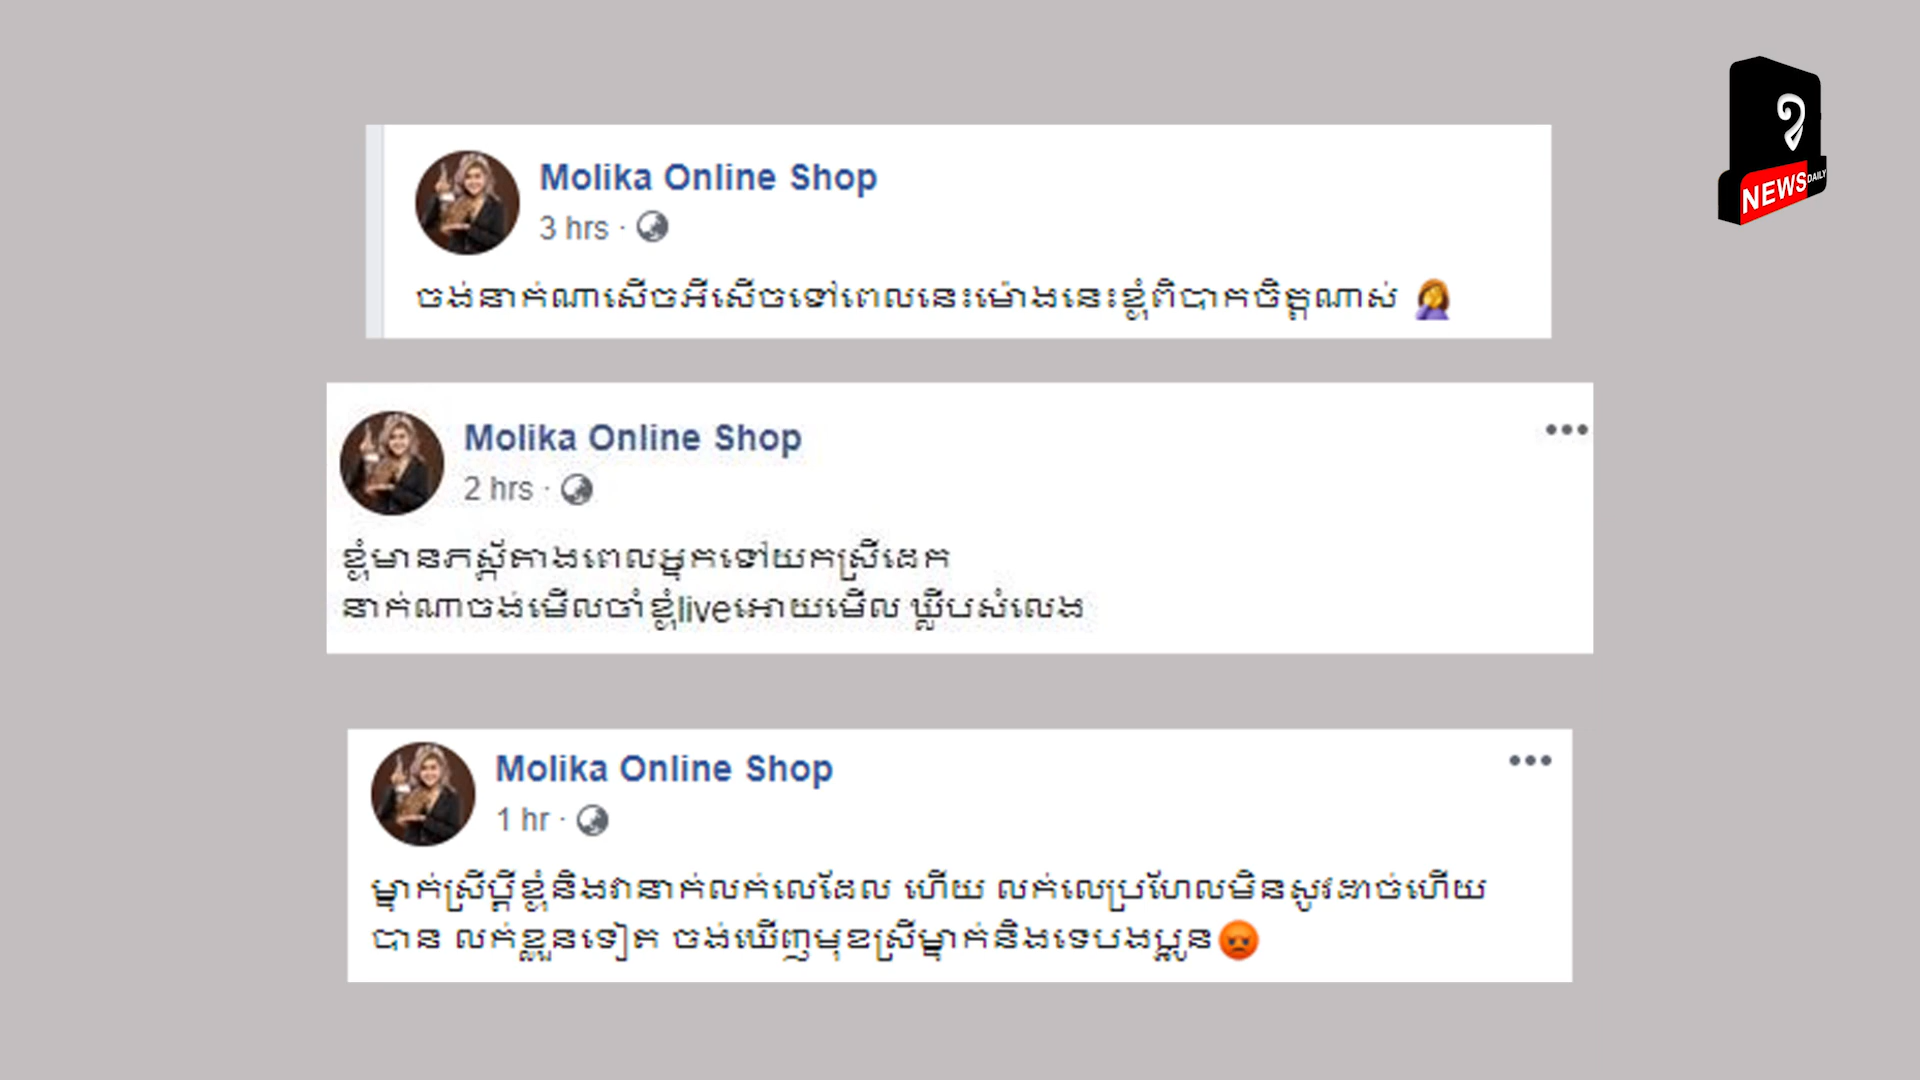 NEWS DAILY
Molika Online Shop
3 hrs ·
ចង់នាក់ណាសើចអីសើចទៅពេលនេះម៉ោងនេះខ្ញុំពិបាកចិត្តណាស់ 🤦‍♀️
Molika Online Shop
2 hrs ·
ខ្ញុំមានភស្ត័តាងពេលអ្នកទៅយកស្រីដេក
នាក់ណាចង់មើលចាំខ្ញុំliveអោយមើល ឃ្លីបសំលេង
Molika Online Shop
1 hr ·
ម្នាក់ស្រីប្តីខ្ញុំនិងវានាក់លក់លេដែល ហើយ លក់លេប្រហែលមិនសូវដាច់ហើយ
បាន លក់ខ្លួនទៀត ចង់ឃើញមុខស្រីម្នាក់និងទេបងប្អូន😡